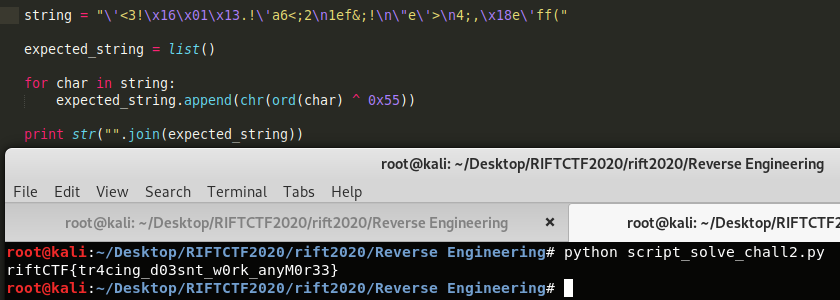 string = "\'<3!\x16\x01\x13.!\'a6<;2\n1ef&;!\n\"e\'>\n4;,\x18e\'ff("
expected_string = list()
for char in string:
    expected_string.append(chr(ord(char) ^ 0x55))
print str("".join(expected_string))
root@kali: ~/Desktop/RIFTCTF2020/rift2020/Reverse Engineering
File Edit View Search Terminal Tabs Help
root@kali: ~/Desktop/RIFTCTF2020/rift2020/Reverse Engineering × root@kali: ~/Desktop/RIFTCTF2
root@kali:~/Desktop/RIFTCTF2020/rift2020/Reverse Engineering# python script_solve_chall2.py
riftCTF{tr4cing_d03snt_w0rk_anyM0r33}
root@kali:~/Desktop/RIFTCTF2020/rift2020/Reverse Engineering#